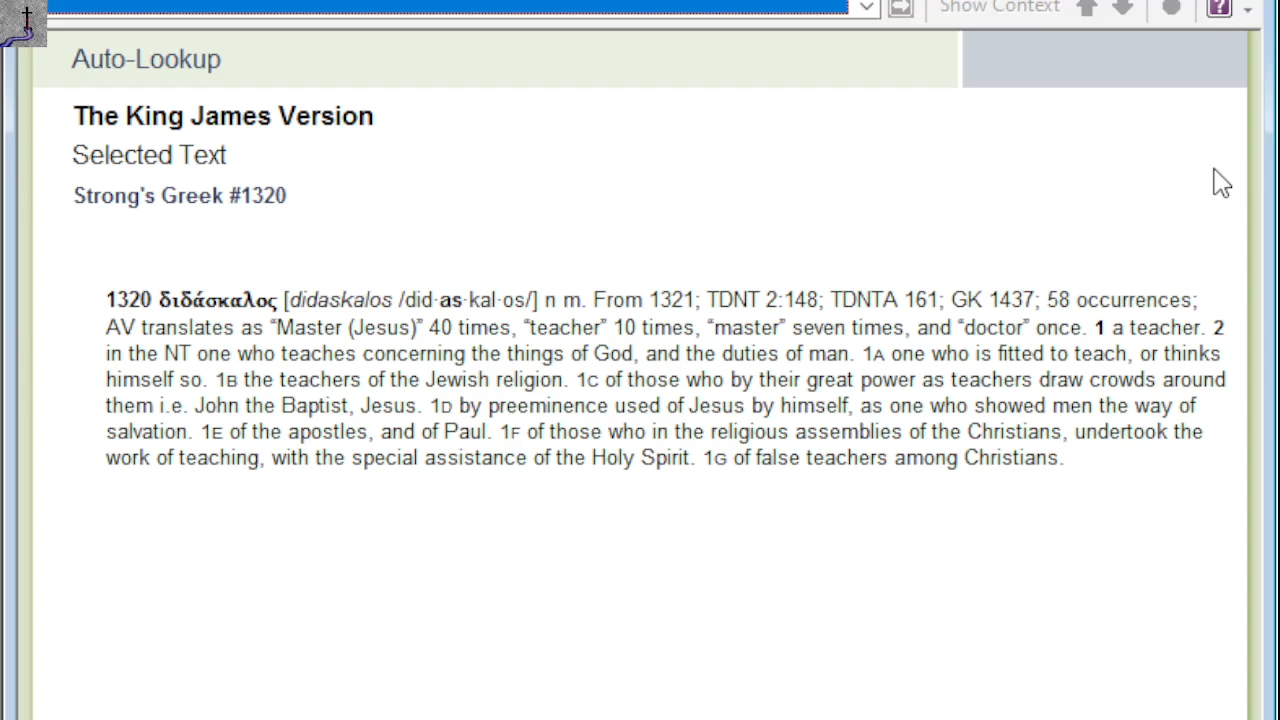 Show Context
Auto-Lookup
The King James Version
Selected Text
Strong's Greek #1320
1320 διδάσκαλος [didaskalos /did·as·kal·os/] n m. From 1321; TDNT 2:148; TDNTA 161; GK 1437; 58 occurrences;
AV translates as “Master (Jesus)” 40 times, “teacher” 10 times, “master” seven times, and “doctor” once. 1 a teacher. 2
in the NT one who teaches concerning the things of God, and the duties of man. 1A one who is fitted to teach, or thinks
himself so. 1B the teachers of the Jewish religion. 1C of those who by their great power as teachers draw crowds around
them i.e. John the Baptist, Jesus. 1D by preeminence used of Jesus by himself, as one who showed men the way of
salvation. 1E of the apostles, and of Paul. 1F of those who in the religious assemblies of the Christians, undertook the
work of teaching, with the special assistance of the Holy Spirit. 1G of false teachers among Christians.